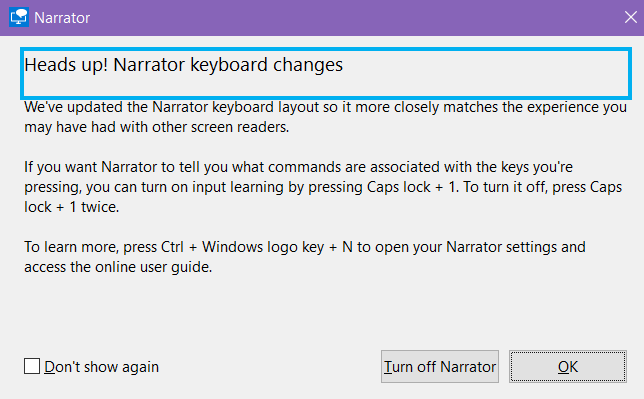 Narrator
Heads up! Narrator keyboard changes
We've updated the Narrator keyboard layout so it more closely matches the experience you
may have had with other screen readers.
If you want Narrator to tell you what commands are associated with the keys you're
pressing, you can turn on input learning by pressing Caps lock + 1. To turn it off, press Caps
lock + 1 twice.
To learn more, press Ctrl + Windows logo key + N to open your Narrator settings and
access the online user guide.
Don't show again
Turn off Narrator
OK